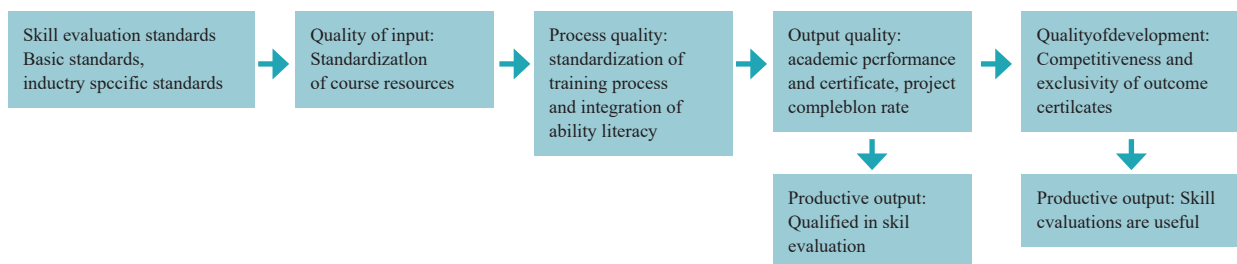 Skill evaluation standards
Basic standards,
inductry spccific standards
Quality of input:
Standardizatlon
of course resources
Process quality:
standardization of
training process
and integration of
ability literacy
Output quality:
academic pcrformance
and certificate, project
compleblon rate
Qualityofdevelopment:
Competitiveness and
exclusivity of outcome
certilcates
Productive output:
Qualified in skil
evaluation
Productive output: Skill
cvaluations are useful